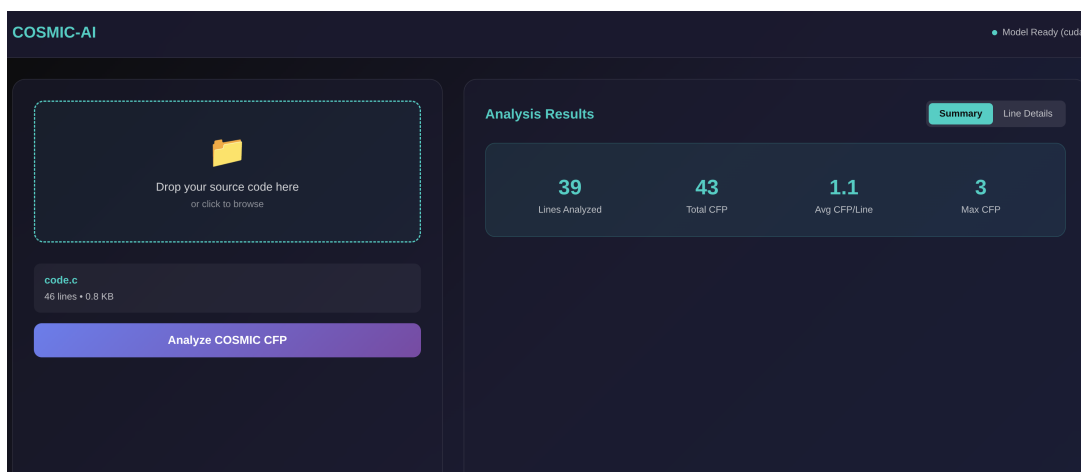 COSMIC-AI
Model Ready (cuda
Drop your source code here
or click to browse
code.c
46 lines • 0.8 KB
Analyze COSMIC CFP
Analysis Results
Summary
Line Details
39
Lines Analyzed
43
Total CFP
1.1
Avg CFP/Line
3
Max CFP